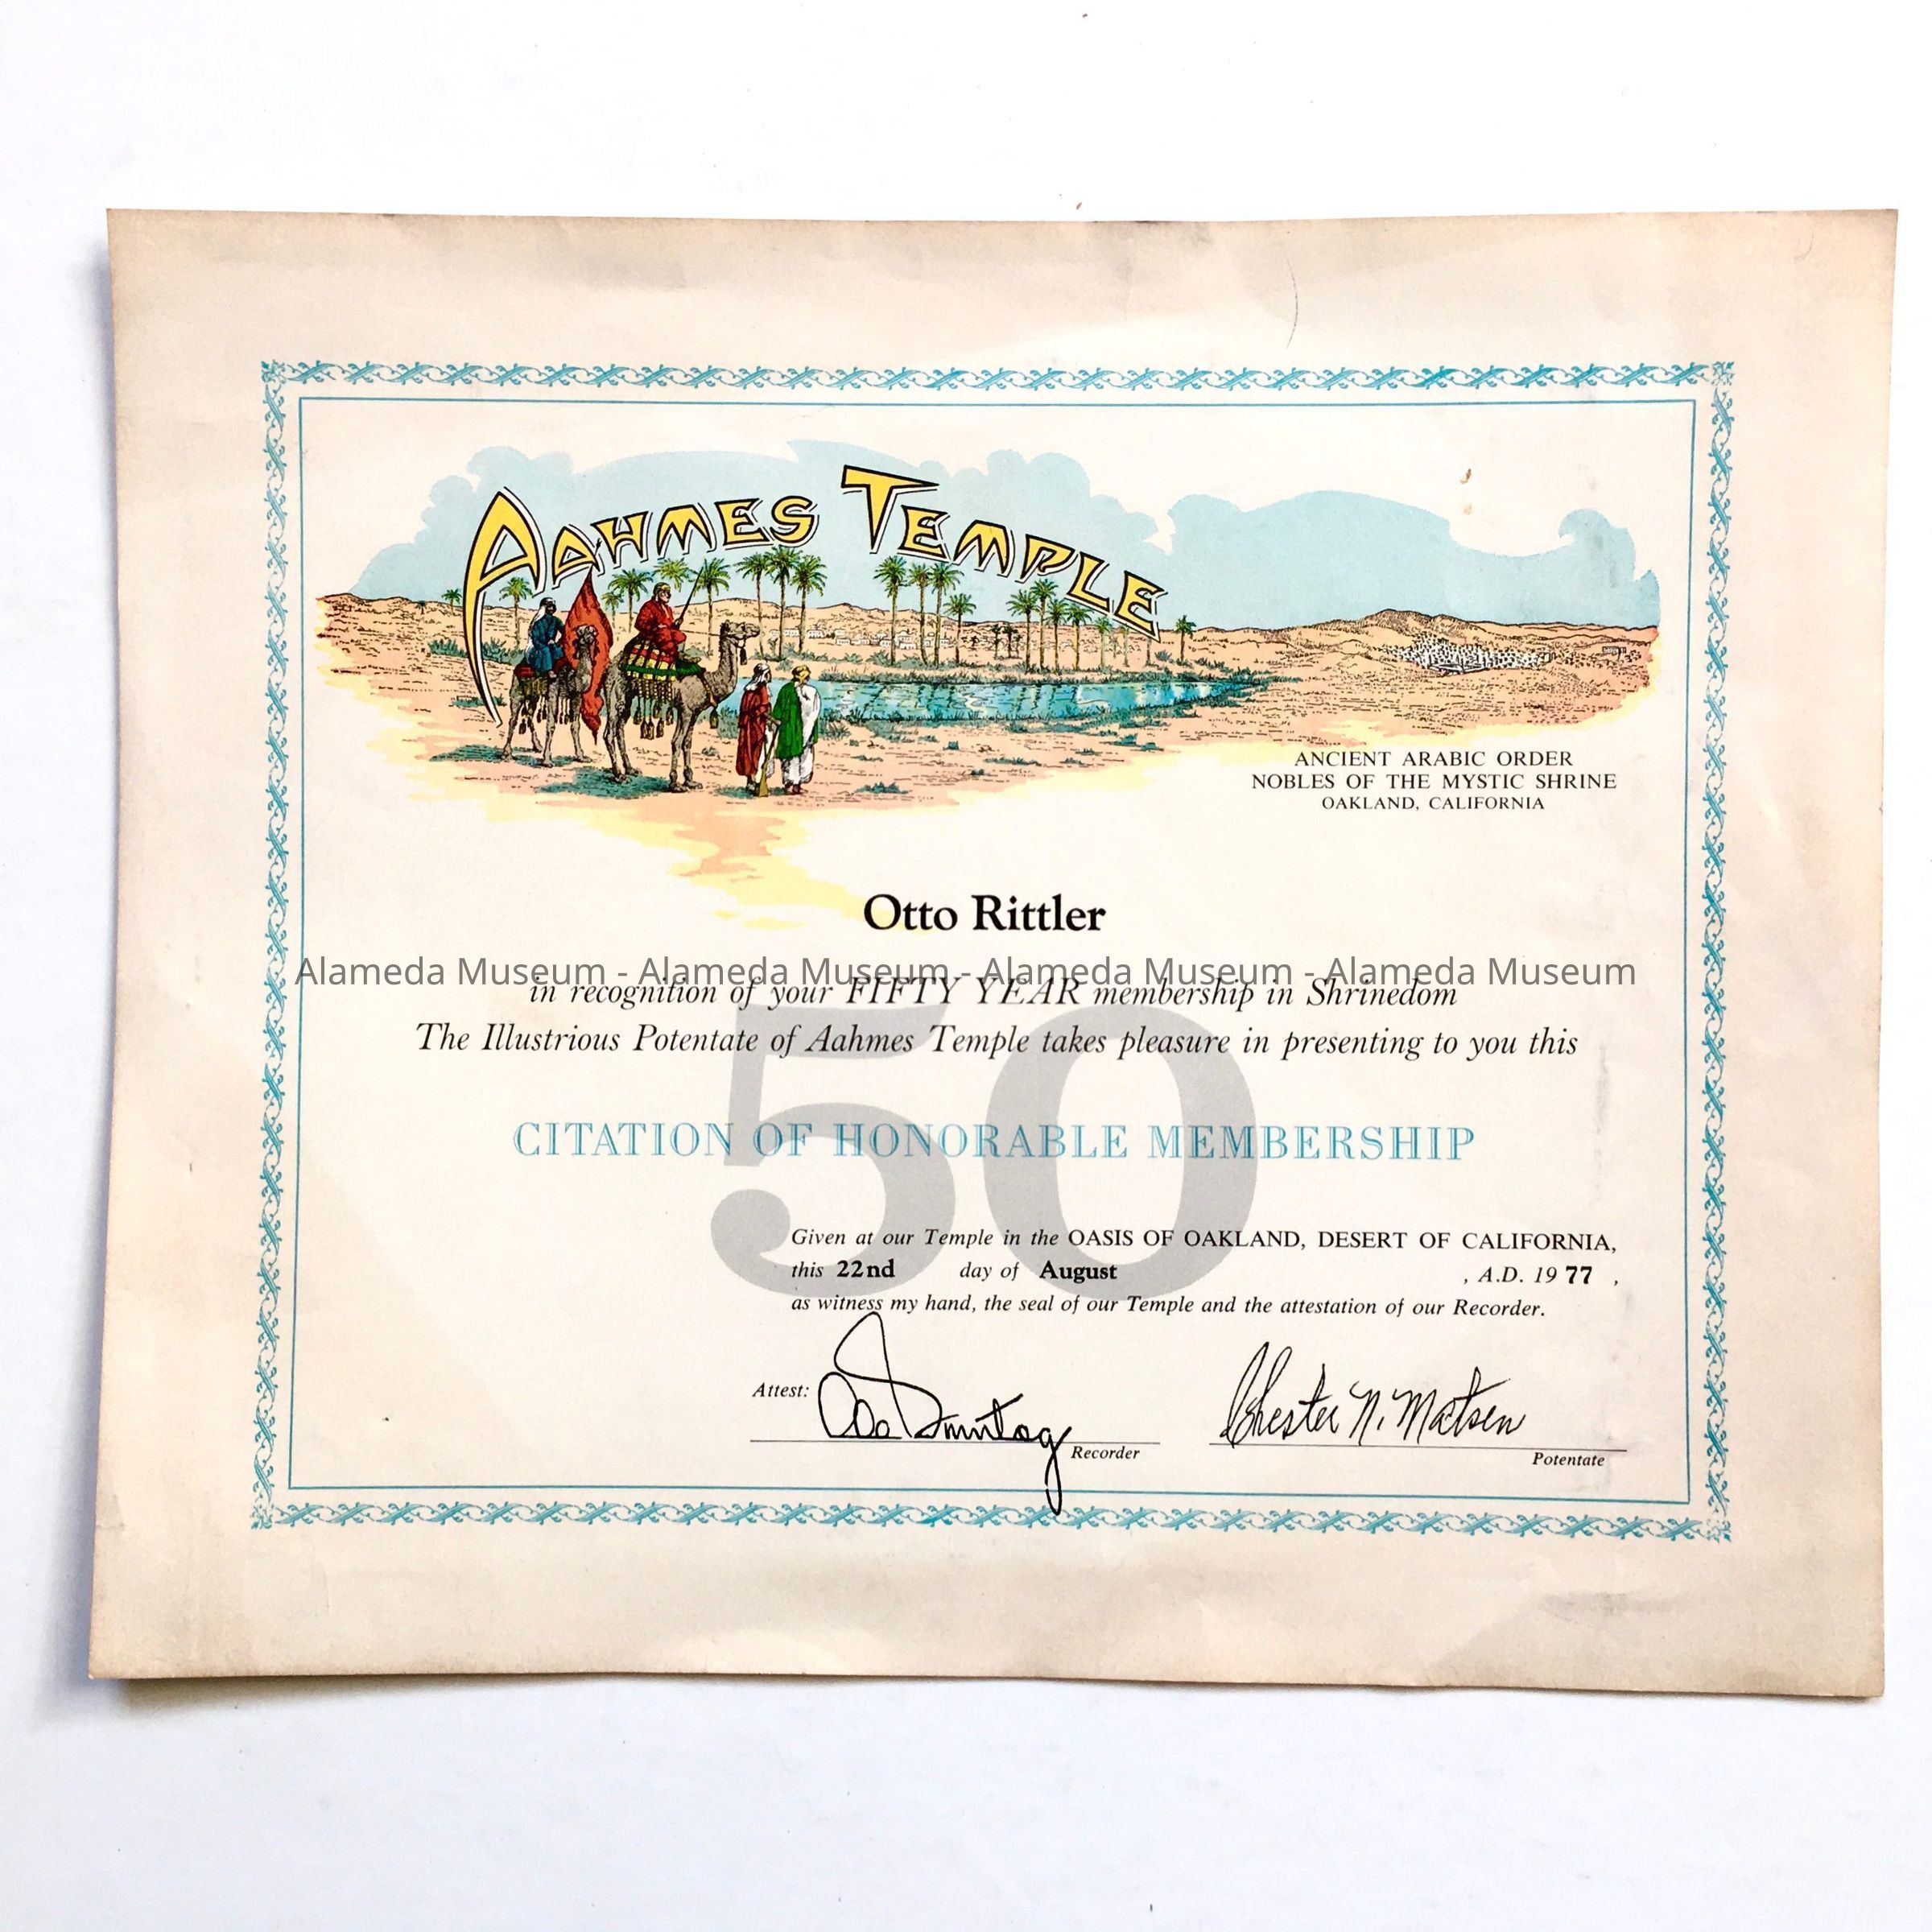 AAHMES TEMPLE
ANCIENT ARABIC ORDER
NOBLES OF THE MYSTIC SHRINE
OAKLAND, CALIFORNIA
Otto Rittler
Alameda Museum - Alameda Museum - Alameda Museum - Alameda Museum
in recognition of your FIFTY YEAR membership in Shrinedom
The Illustrious Potentate of Aahmes Temple takes pleasure in presenting to you this
50
CITATION OF HONORABLE MEMBERSHIP
Given at our Temple in the OASIS OF OAKLAND, DESERT OF CALIFORNIA,
this 22nd day of August , A.D. 19 77 ,
as witness my hand, the seal of our Temple and the attestation of our Recorder.
Attest:
Chester N. Matsen
Recorder
Potentate